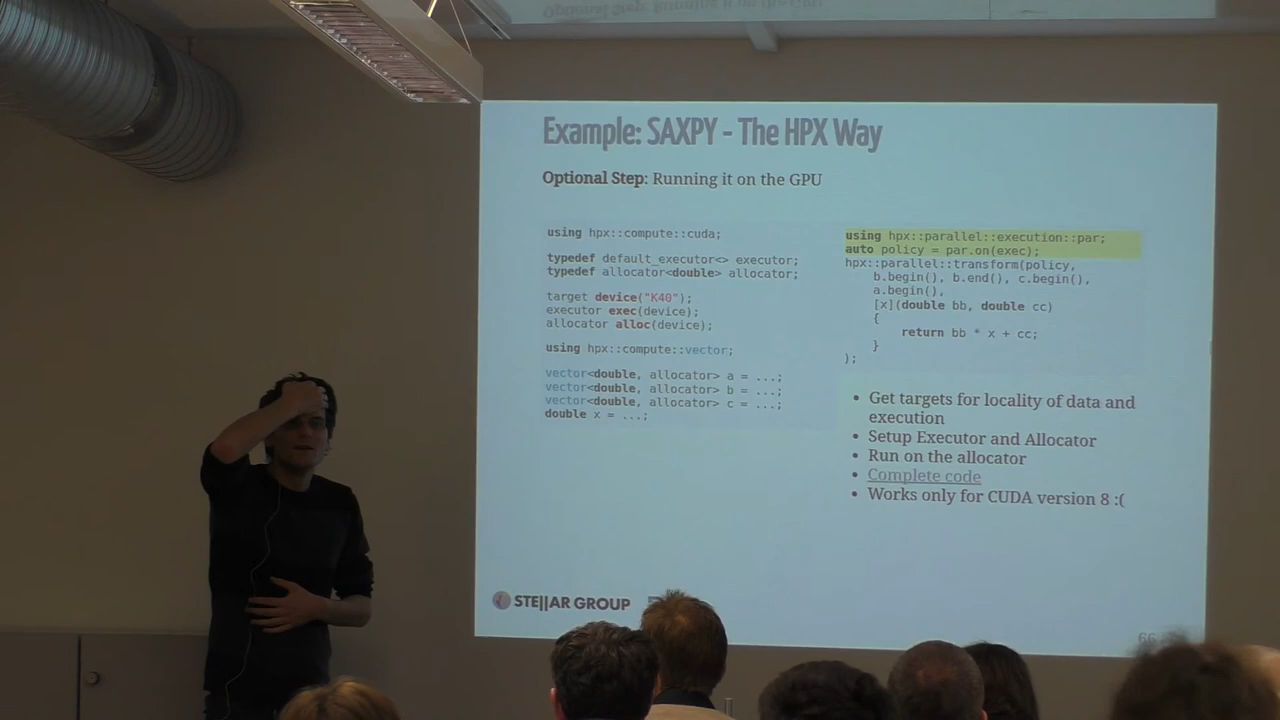 Example: SAXPY - The HPX Way
Optional Step: Running it on the GPU
using hpx::compute::cuda;
typedef default_executor<> executor;
typedef allocator<double> allocator;
target device("K40");
executor exec(device);
allocator alloc(device);
using hpx::compute::vector;
vector<double, allocator> a = ...;
vector<double, allocator> b = ...;
vector<double, allocator> c = ...;
double x = ...;
using hpx::parallel::execution::par;
auto policy = par.on(exec);
hpx::parallel::transform(policy,
b.begin(), b.end(), c.begin(),
a.begin(),
[x](double bb, double cc)
{
return bb * x + cc;
}
);
• Get targets for locality of data and
execution
• Setup Executor and Allocator
• Run on the allocator
• Complete code
• Works only for CUDA version 8 :(
STE||AR GROUP
66